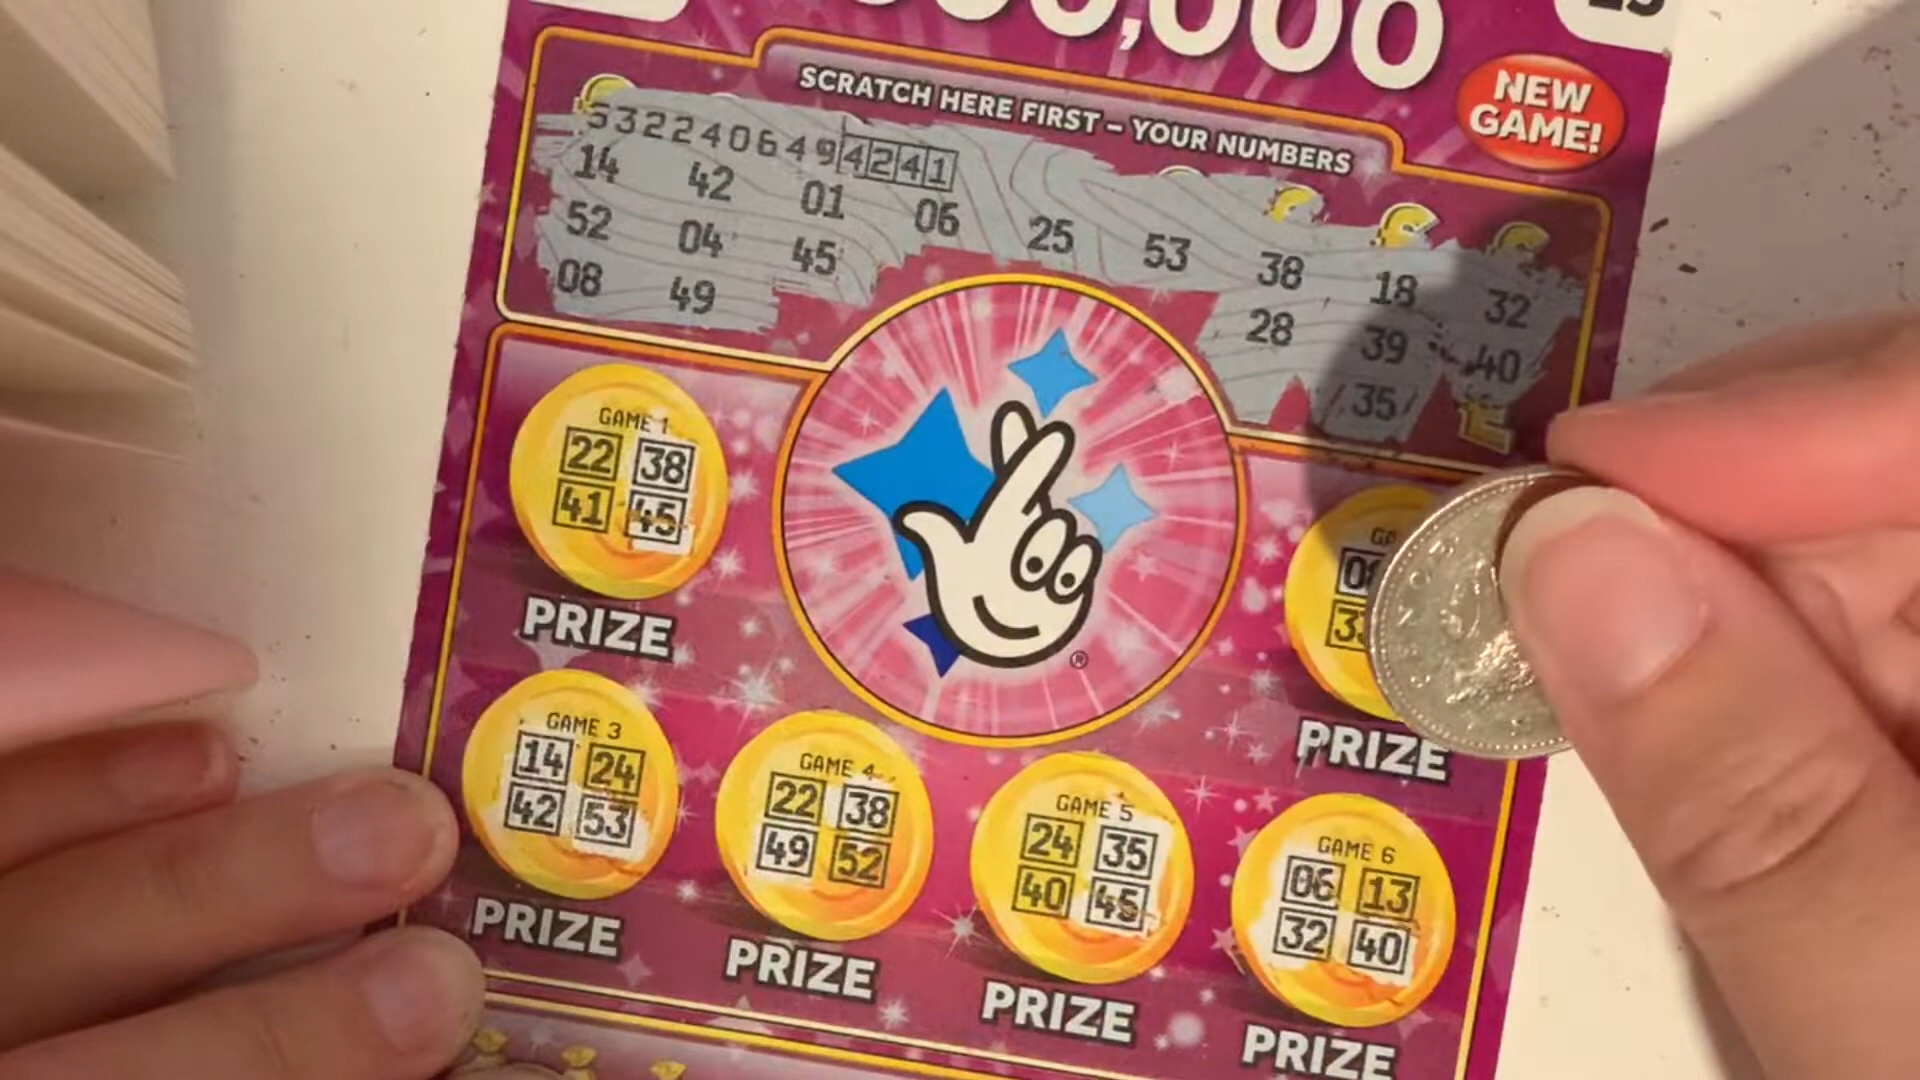 00,000
SCRATCH HERE FIRST – YOUR NUMBERS
NEW
GAME!
5322406494241
14 42 01 06 25 53 38 18 32
52 04 45 28 39 40
08 49 35
GAME 1
22 38
41 45
PRIZE
PRIZE
GAME 3
14 24
42 53
PRIZE
GAME 4
22 38
49 52
PRIZE
GAME 5
24 35
40 45
PRIZE
GAME 6
06 13
32 40
PRIZE
®